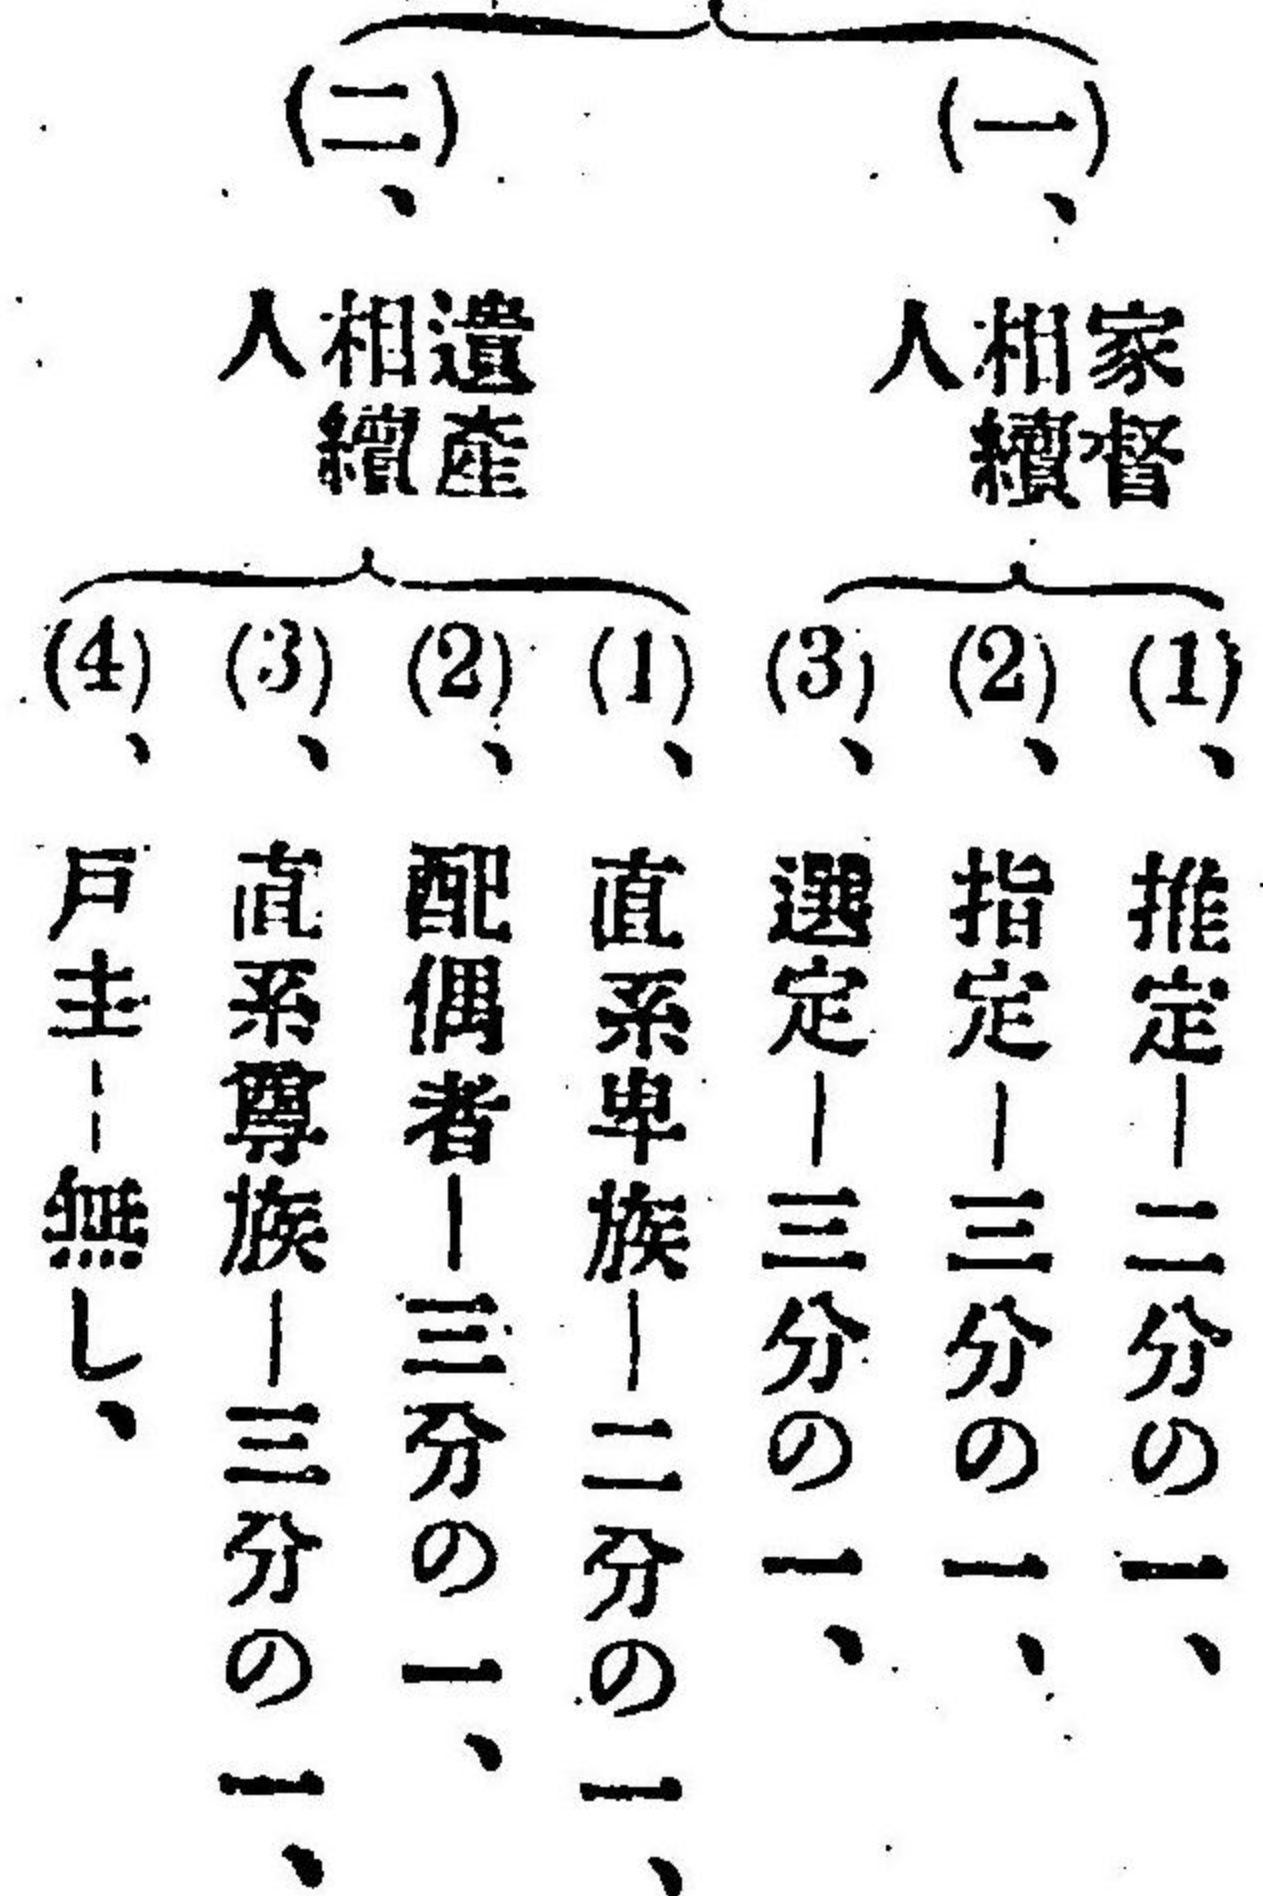 (一)、家督相續人
(1)、推定―二分の一、
(2)、指定―三分の一、
(3)、選定―三分の一、
(二)、遺產相續人
(1)、直系卑族―二分の一、
(2)、配偶者―三分の一、
(3)、直系尊族―三分の一、
(4)、戸主――無し、